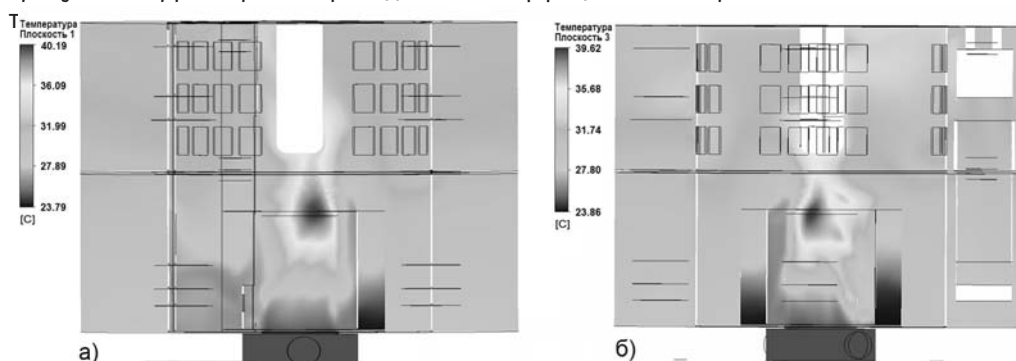 Т
Температура
Плоскость 1
40.19
36.09
31.99
27.89
23.79
[C]
а)
Температура
Плоскость 3
39.62
35.68
31.74
27.80
23.86
[C]
б)